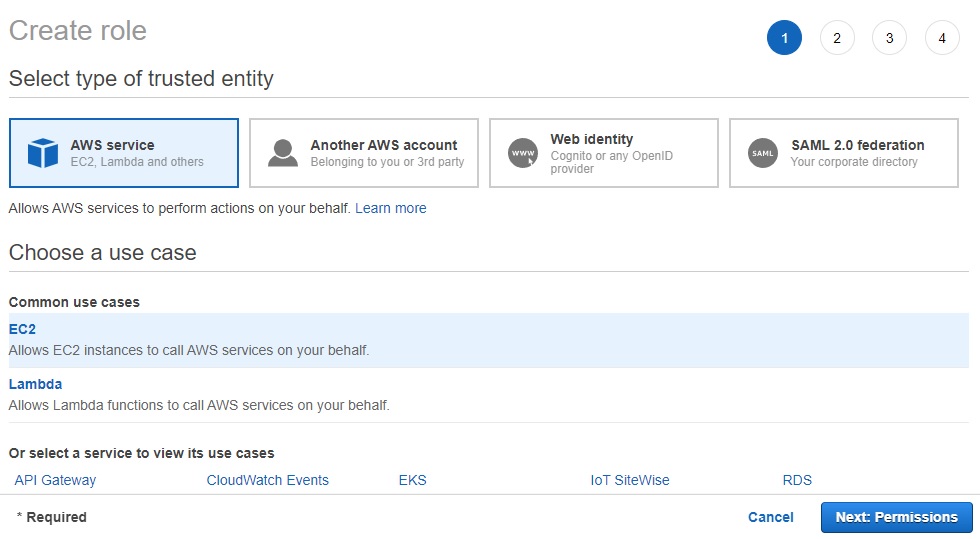 Create role
1 2 3 4
Select type of trusted entity
AWS service
EC2, Lambda and others
Another AWS account
Belonging to you or 3rd party
www
Web identity
Cognito or any OpenID
provider
SAML
SAML 2.0 federation
Your corporate directory
Allows AWS services to perform actions on your behalf. Learn more
Choose a use case
Common use cases
EC2
Allows EC2 instances to call AWS services on your behalf.
Lambda
Allows Lambda functions to call AWS services on your behalf.
Or select a service to view its use cases
API Gateway CloudWatch Events EKS IoT SiteWise RDS
* Required Cancel Next: Permissions